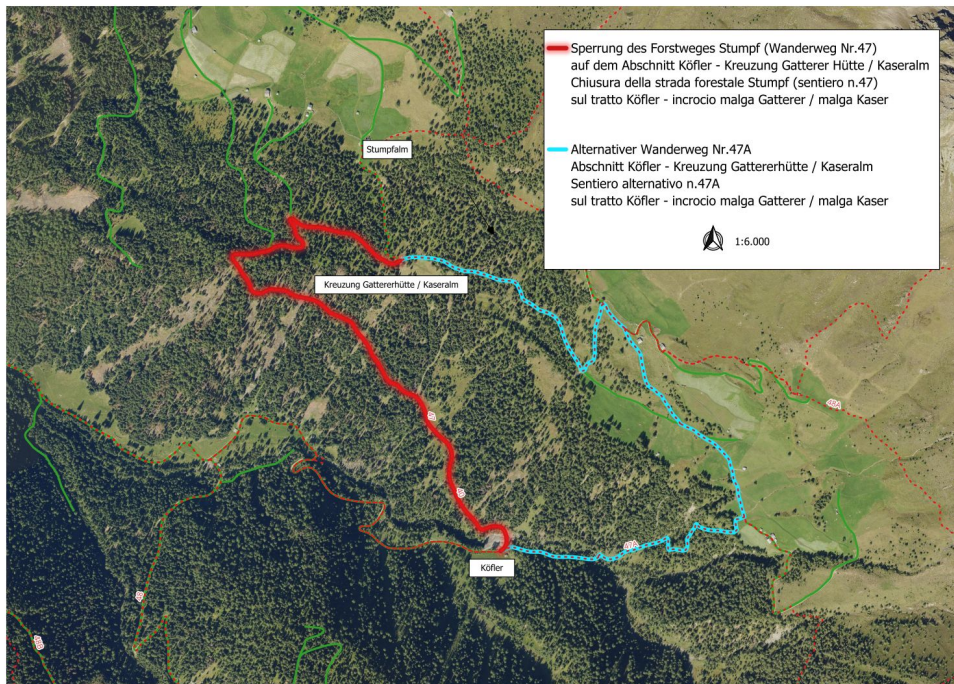 Sperrung des Forstweges Stumpf (Wanderweg Nr.47)
auf dem Abschnitt Köfler - Kreuzung Gatterer Hütte / Kaseralm
Chiusura della strada forestale Stumpf (sentiero n.47)
sul tratto Köfler - incrocio malga Gatterer / malga Kaser
Alternativer Wanderweg Nr.47A
Abschnitt Köfler - Kreuzung Gattererhütte / Kaseralm
Sentiero alternativo n.47A
sul tratto Köfler - incrocio malga Gatterer / malga Kaser
1:6.000
Stumpfalm
Kreuzung Gattererhütte / Kaseralm
47
47A
Köfler
48